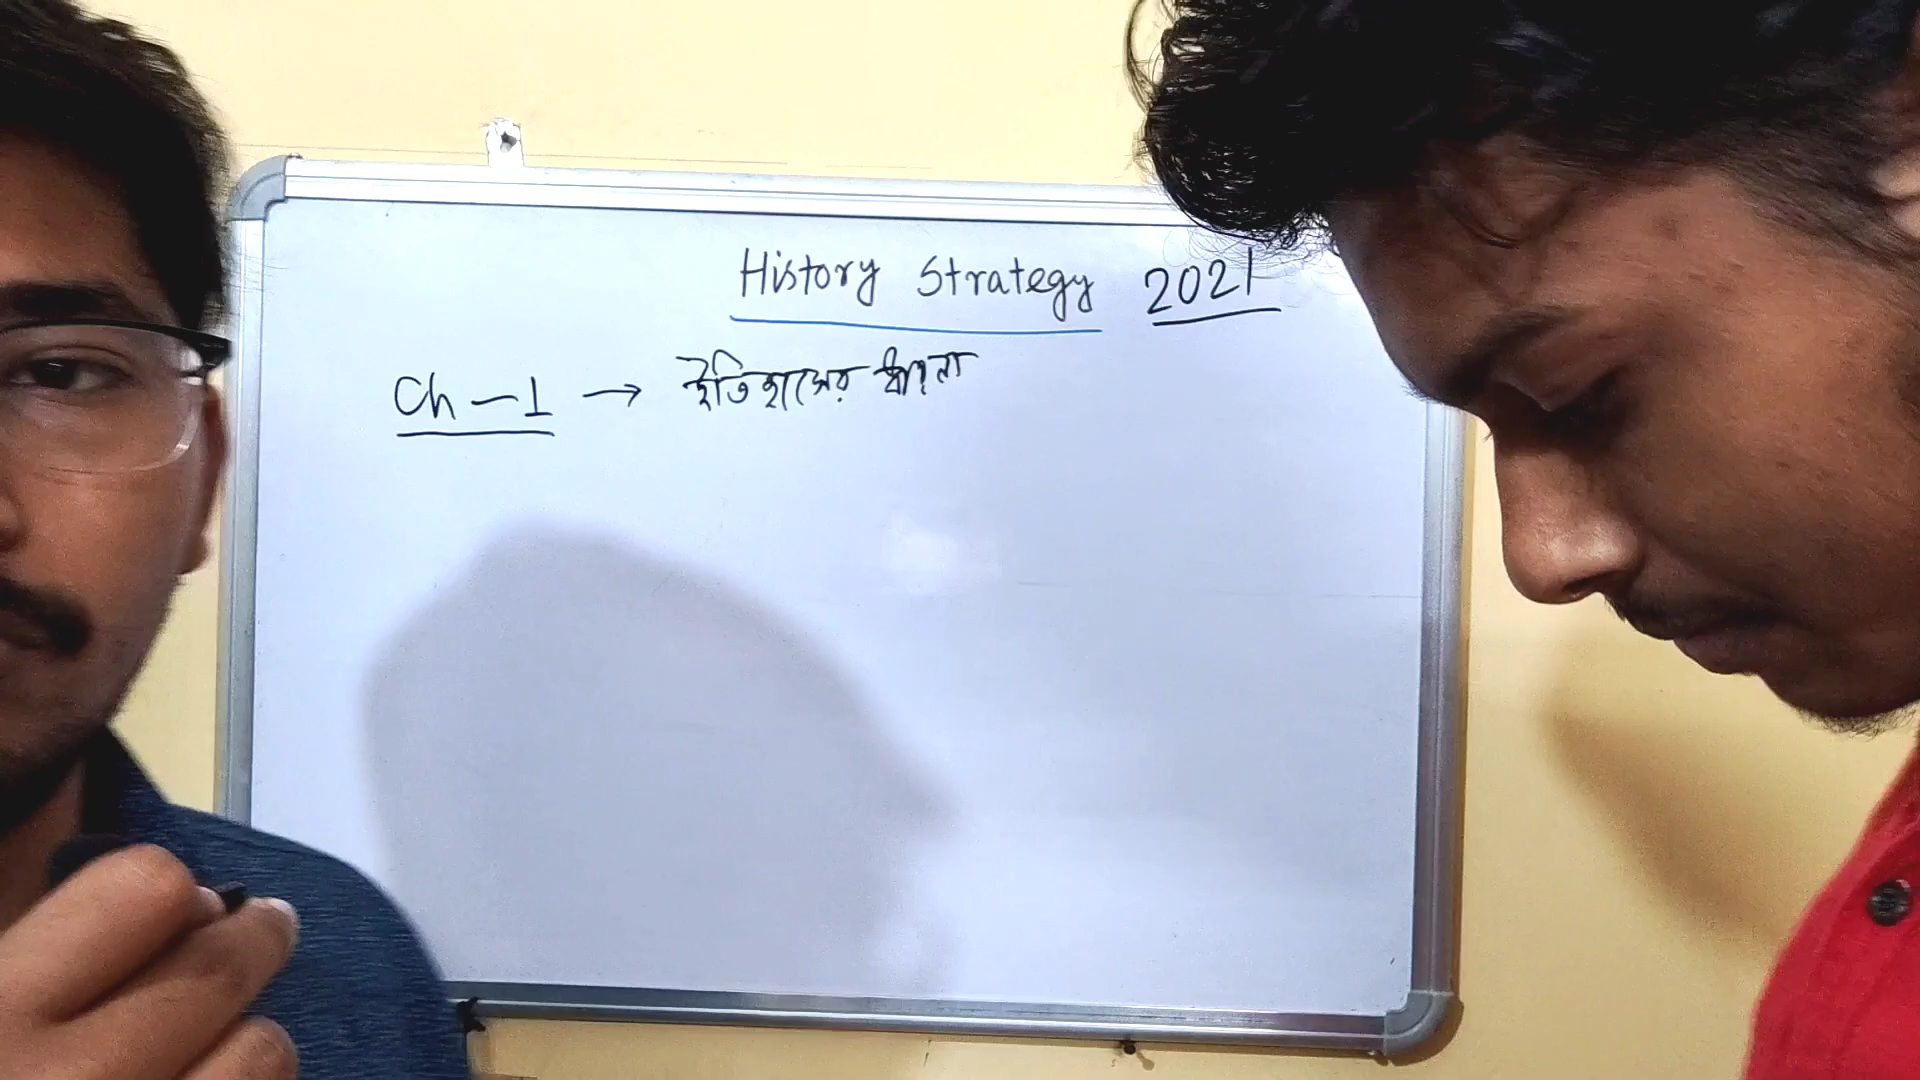 History Strategy 2021
Ch – 1 → ইতিহাসের ধারণা